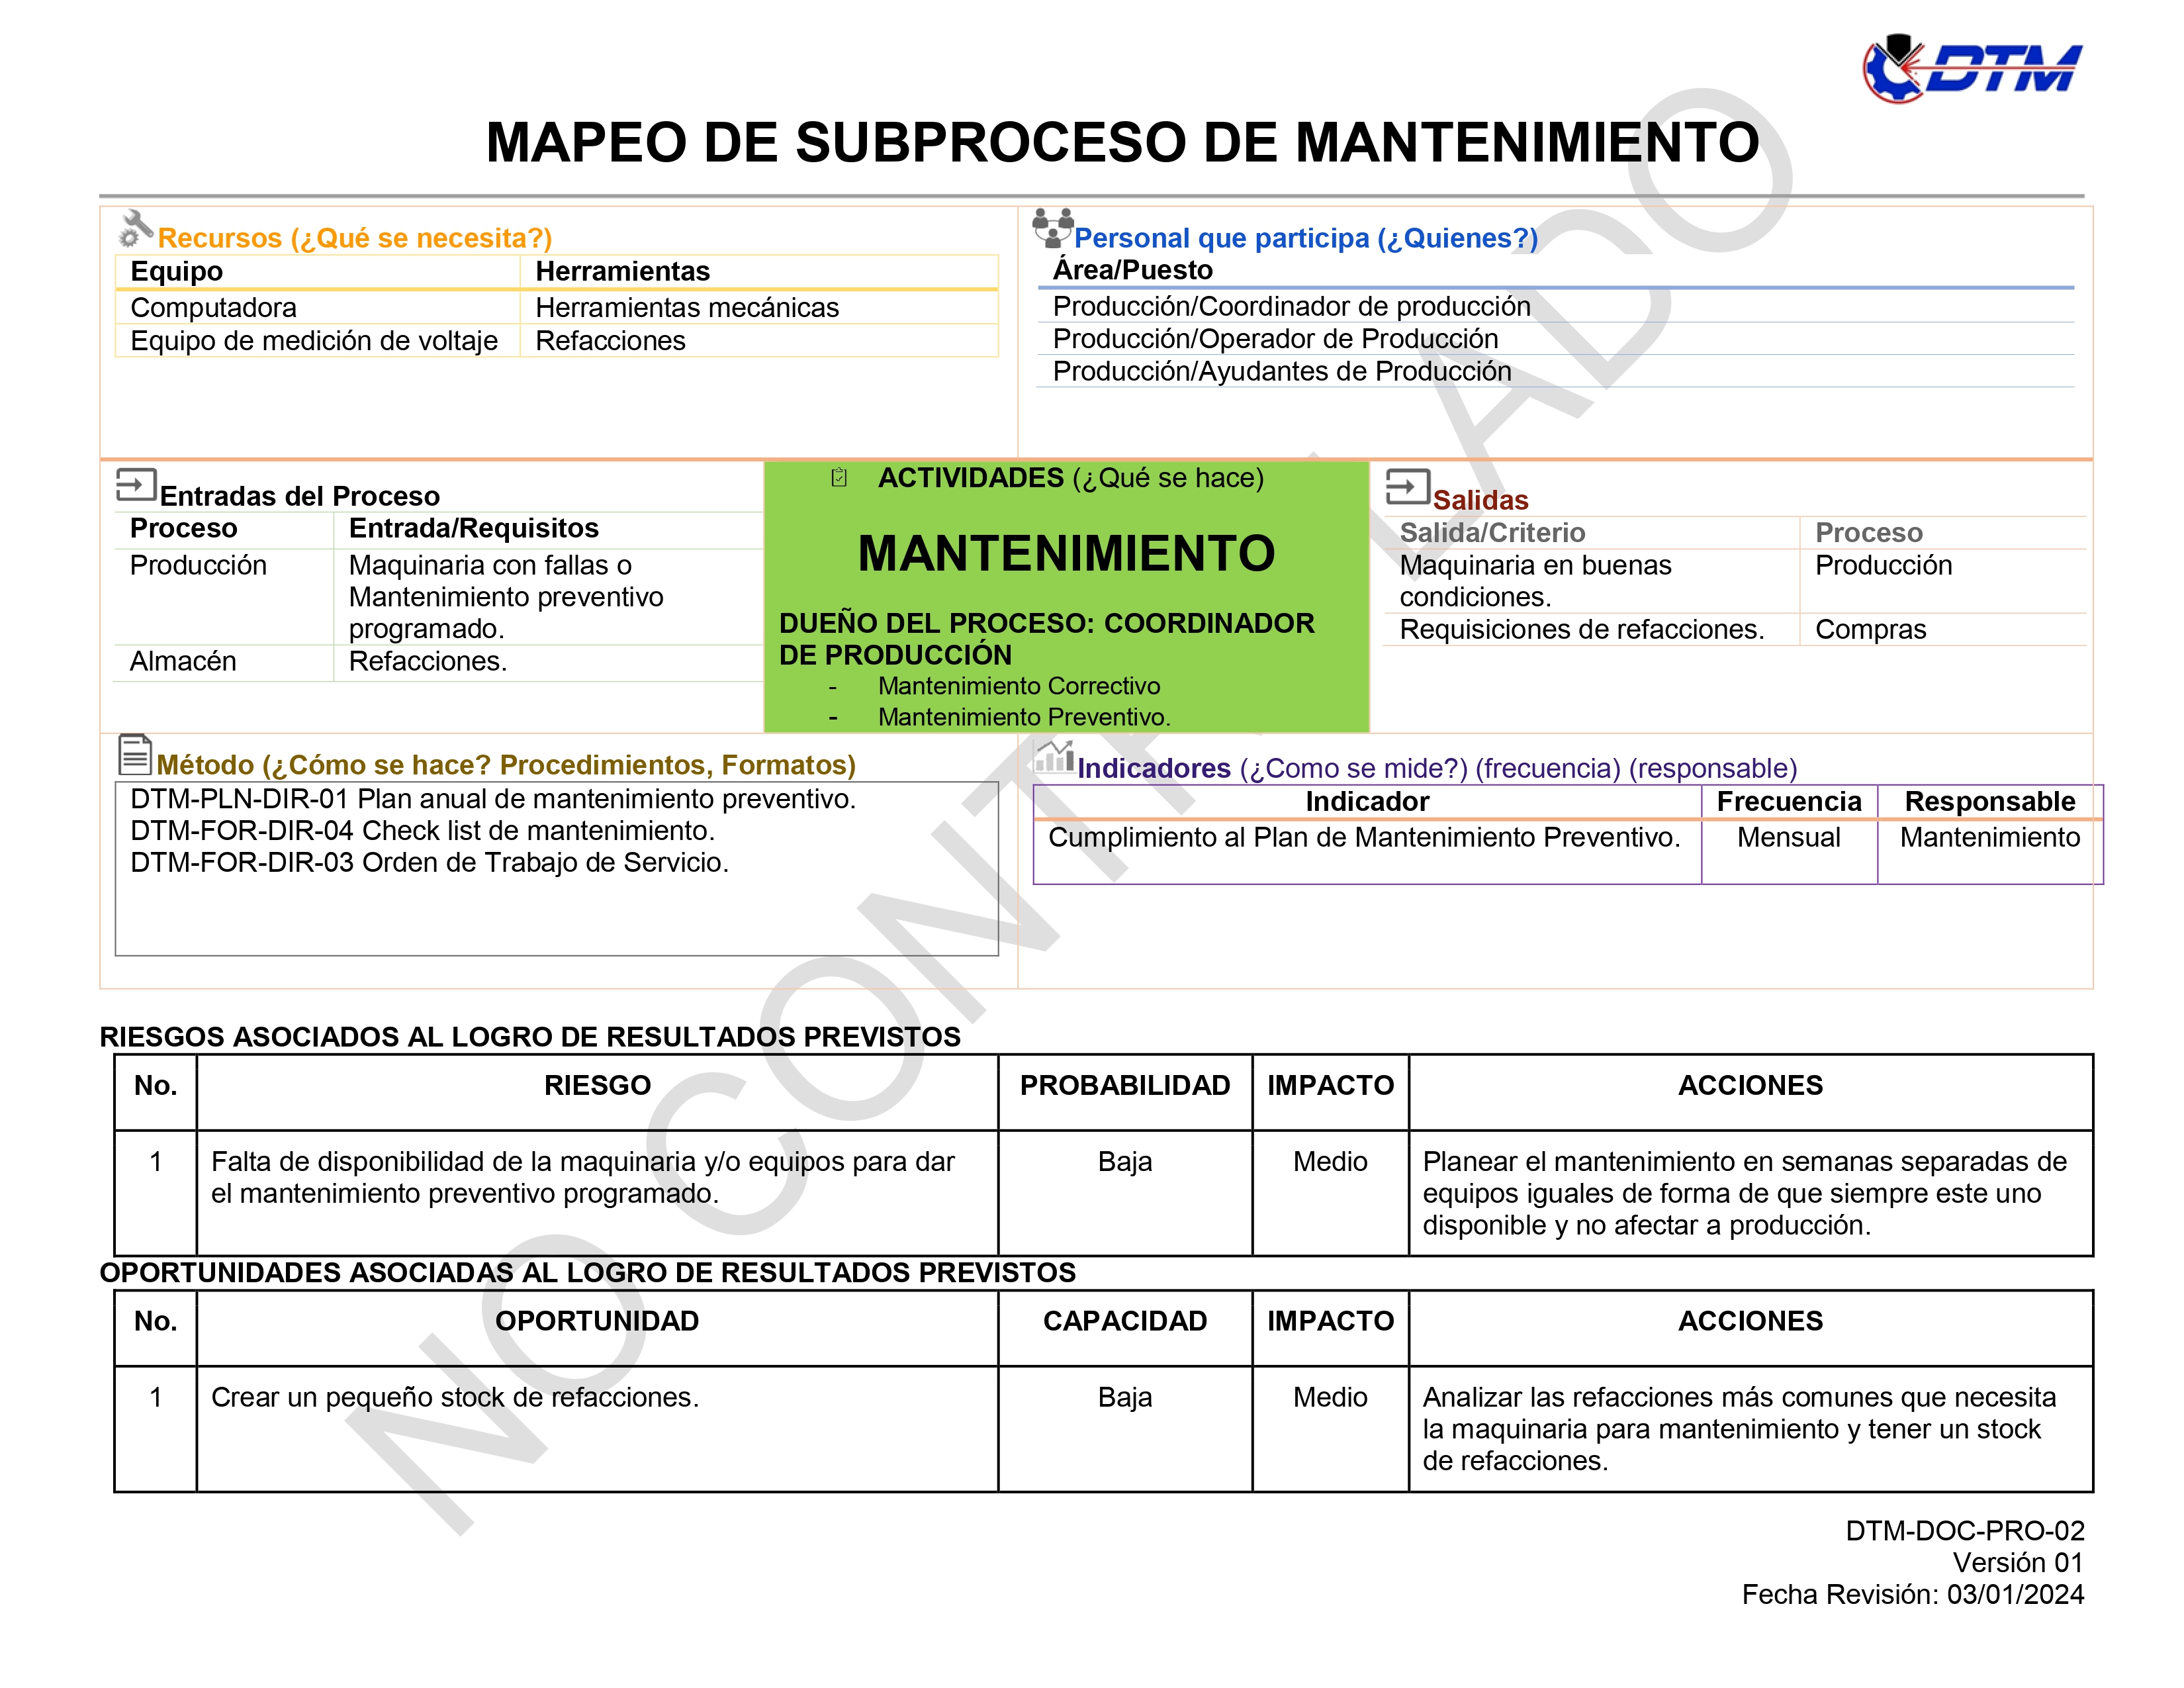 DTM
MAPEO DE SUBPROCESO DE MANTENIMIENTO
Recursos (¿Qué se necesita?)
Equipo Herramientas
Computadora Herramientas mecánicas
Equipo de medición de voltaje Refacciones
Personal que participa (¿Quienes?)
Área/Puesto
Producción/Coordinador de producción
Producción/Operador de Producción
Producción/Ayudantes de Producción
Entradas del Proceso
Proceso Entrada/Requisitos
Producción Maquinaria con fallas o
Mantenimiento preventivo
programado.
Almacén Refacciones.
ACTIVIDADES (¿Qué se hace)
MANTENIMIENTO
DUEÑO DEL PROCESO: COORDINADOR
DE PRODUCCIÓN
- Mantenimiento Correctivo
- Mantenimiento Preventivo.
Salidas
Salida/Criterio Proceso
Maquinaria en buenas Producción
condiciones.
Requisiciones de refacciones. Compras
Método (¿Cómo se hace? Procedimientos, Formatos)
DTM-PLN-DIR-01 Plan anual de mantenimiento preventivo.
DTM-FOR-DIR-04 Check list de mantenimiento.
DTM-FOR-DIR-03 Orden de Trabajo de Servicio.
Indicadores (¿Como se mide?) (frecuencia) (responsable)
Indicador Frecuencia Responsable
Cumplimiento al Plan de Mantenimiento Preventivo. Mensual Mantenimiento
RIESGOS ASOCIADOS AL LOGRO DE RESULTADOS PREVISTOS
No. RIESGO PROBABILIDAD IMPACTO ACCIONES
1 Falta de disponibilidad de la maquinaria y/o equipos para dar Baja Medio Planear el mantenimiento en semanas separadas de
el mantenimiento preventivo programado. equipos iguales de forma de que siempre este uno
disponible y no afectar a producción.
OPORTUNIDADES ASOCIADAS AL LOGRO DE RESULTADOS PREVISTOS
No. OPORTUNIDAD CAPACIDAD IMPACTO ACCIONES
1 Crear un pequeño stock de refacciones. Baja Medio Analizar las refacciones más comunes que necesita
la maquinaria para mantenimiento y tener un stock
de refacciones.
DTM-DOC-PRO-02
Versión 01
Fecha Revisión: 03/01/2024
NO CONTROLADO